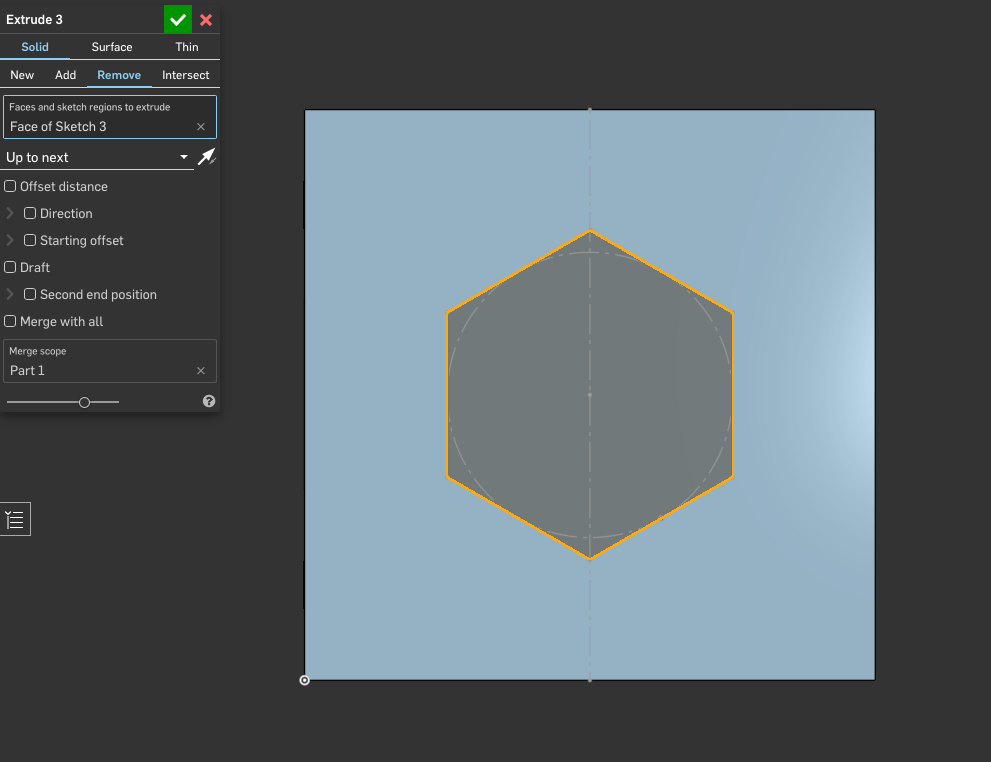 Extrude 3
Solid Surface Thin
New Add Remove Intersect
Faces and sketch regions to extrude
Face of Sketch 3
Up to next
Offset distance
Direction
Starting offset
Draft
Second end position
Merge with all
Merge scope
Part 1
?